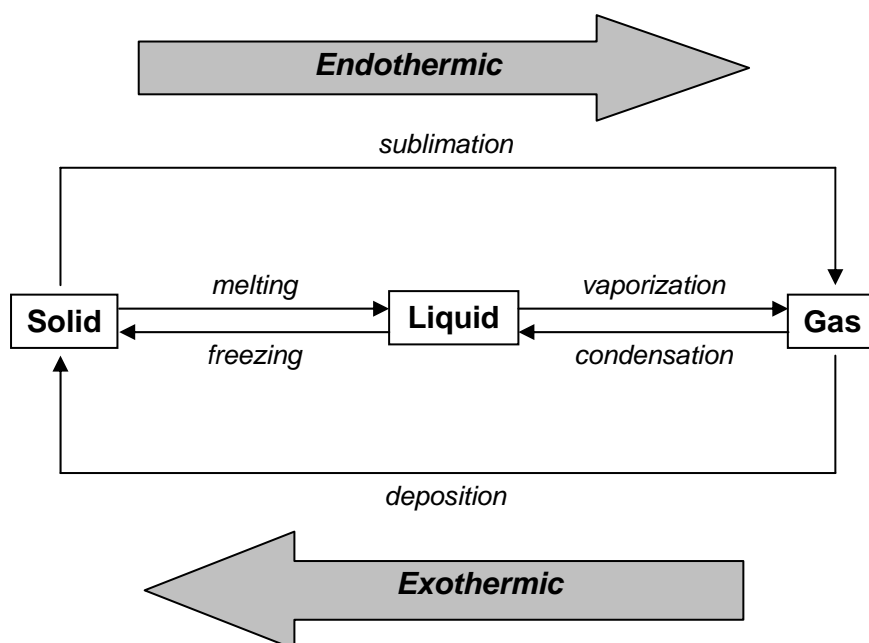 Endothermic
sublimation
melting
vaporization
Solid
Liquid
Gas
freezing
condensation
deposition
Exothermic